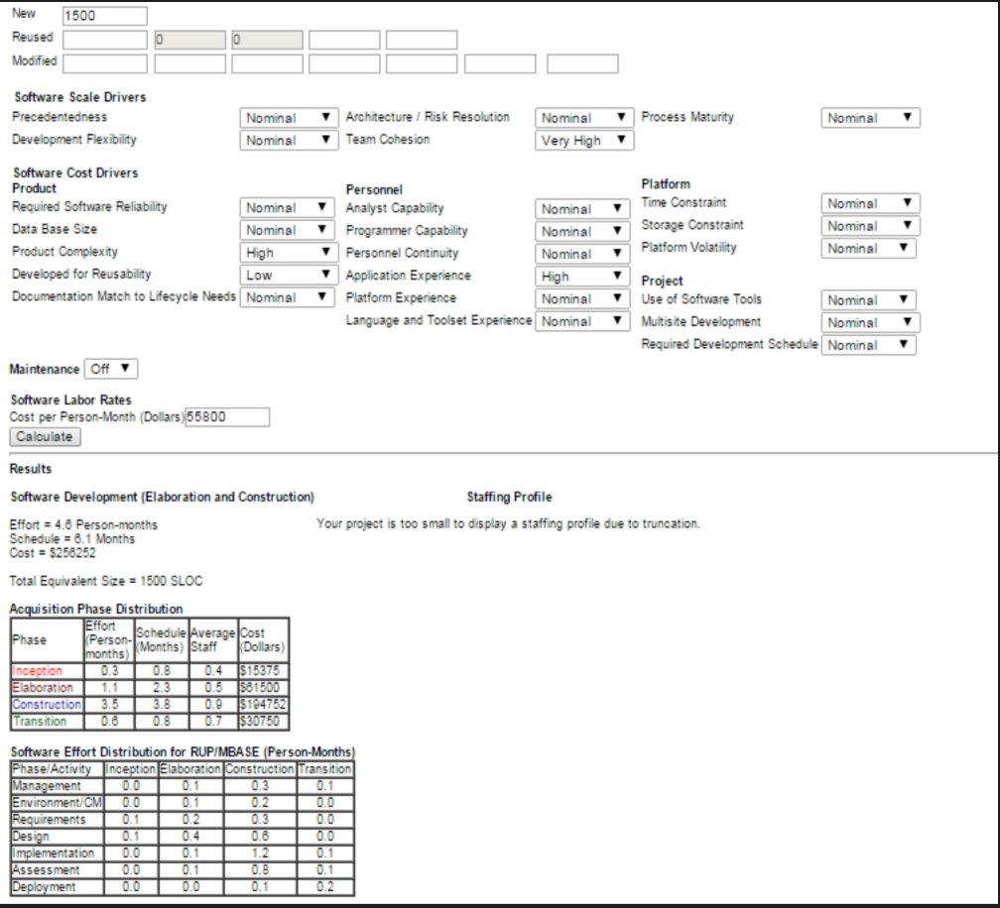 New 1500
Reused 0 0
Modified
Software Scale Drivers
Precedentedness Nominal Architecture / Risk Resolution Nominal Process Maturity Nominal
Development Flexibility Nominal Team Cohesion Very High
Software Cost Drivers
Product Personnel Platform
Required Software Reliability Nominal Analyst Capability Nominal Time Constraint Nominal
Data Base Size Nominal Programmer Capability Nominal Storage Constraint Nominal
Product Complexity High Personnel Continuity Nominal Platform Volatility Nominal
Developed for Reusability Low Application Experience High Project
Documentation Match to Lifecycle Needs Nominal Platform Experience Nominal Use of Software Tools Nominal
Language and Toolset Experience Nominal Multisite Development Nominal
Required Development Schedule Nominal
Maintenance Off
Software Labor Rates
Cost per Person-Month (Dollars) 55800
Calculate
Results
Software Development (Elaboration and Construction) Staffing Profile
Effort = 4.6 Person-months Your project is too small to display a staffing profile due to truncation.
Schedule = 6.1 Months
Cost = $256252
Total Equivalent Size = 1500 SLOC
Acquisition Phase Distribution
Phase Effort (Person-months) Schedule (Months) Average Staff Cost (Dollars)
Inception 0.3 0.8 0.4 $15375
Elaboration 1.1 2.3 0.5 $61500
Construction 3.5 3.8 0.9 $194752
Transition 0.6 0.8 0.7 $30750
Software Effort Distribution for RUP/MBASE (Person-Months)
Phase/Activity Inception Elaboration Construction Transition
Management 0.0 0.1 0.3 0.1
Environment/CM 0.0 0.1 0.2 0.0
Requirements 0.1 0.2 0.3 0.0
Design 0.1 0.4 0.6 0.0
Implementation 0.0 0.1 1.2 0.1
Assessment 0.0 0.1 0.8 0.1
Deployment 0.0 0.0 0.1 0.2